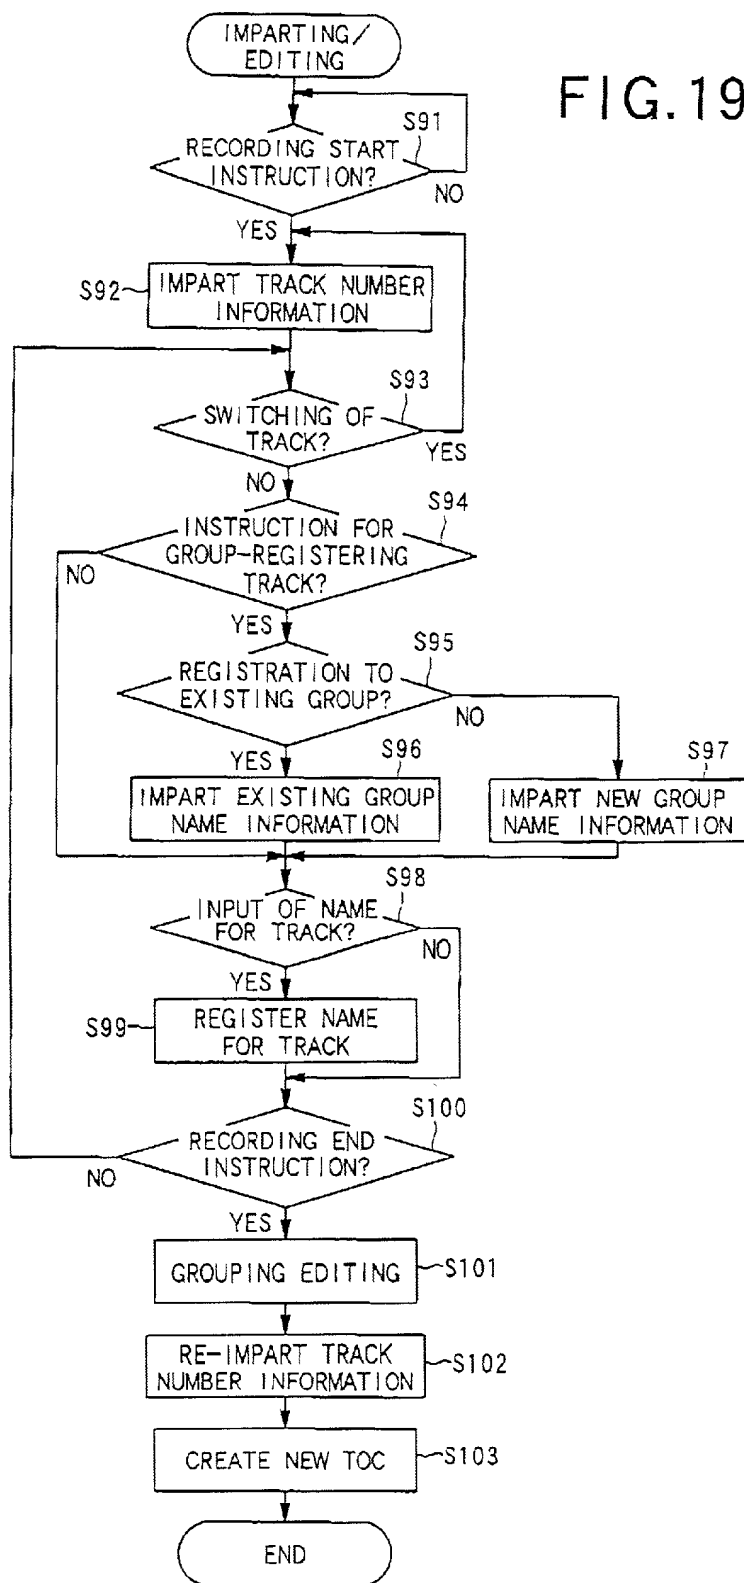 IMPARTING/
EDITING
FIG.19
S91
RECORDING START
INSTRUCTION?
NO
YES
S92
IMPART TRACK NUMBER
INFORMATION
S93
SWITCHING OF
TRACK?
YES
NO
S94
INSTRUCTION FOR
GROUP-REGISTERING
TRACK?
NO
YES
S95
REGISTRATION TO
EXISTING GROUP?
NO
YES
S96
S97
IMPART EXISTING GROUP
NAME INFORMATION
IMPART NEW GROUP
NAME INFORMATION
S98
INPUT OF NAME
FOR TRACK?
NO
YES
S99
REGISTER NAME
FOR TRACK
S100
RECORDING END
INSTRUCTION?
NO
YES
GROUPING EDITING
S101
RE-IMPART TRACK
NUMBER INFORMATION
S102
CREATE NEW TOC
S103
END